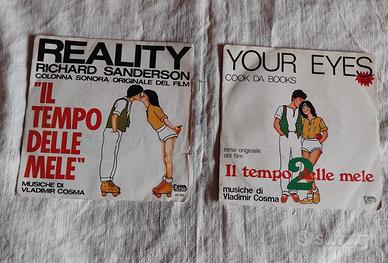 REALITY
RICHARD SANDERSON
COLONNA SONORA ORIGINALE DEL FILM
"IL
TEMPO
DELLE
MELE"
MUSICHE DI
VLADIMIR COSMA
YOUR EYES
COOK DA BOOKS
tema originale
del film
Il tempo delle mele
2
musiche di
Vladimir Cosma